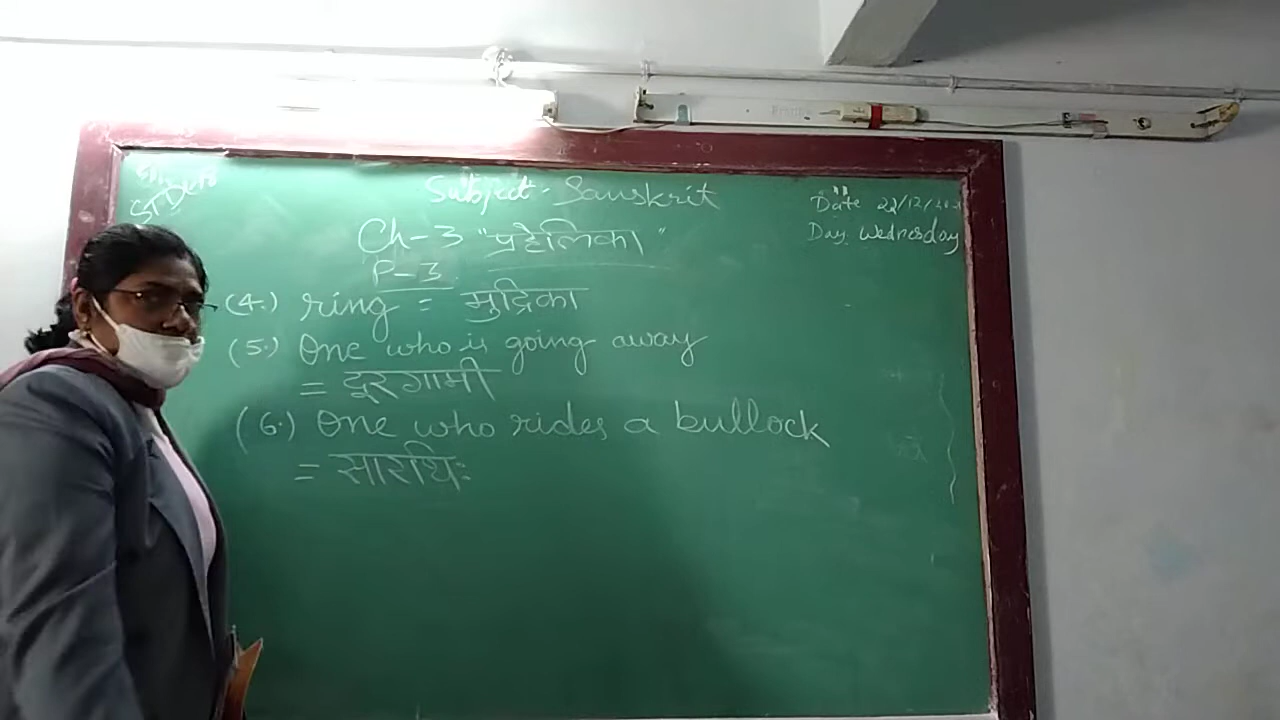 Subject - Sanskrit
Date 22/12/20
Day. Wednesday
Ch-3 "प्रहेलिका"
P-3
(4.) ring = मुद्रिका
(5.) One who is going away
= दूरगामी
(6.) One who rides a bullock
= सारथिः